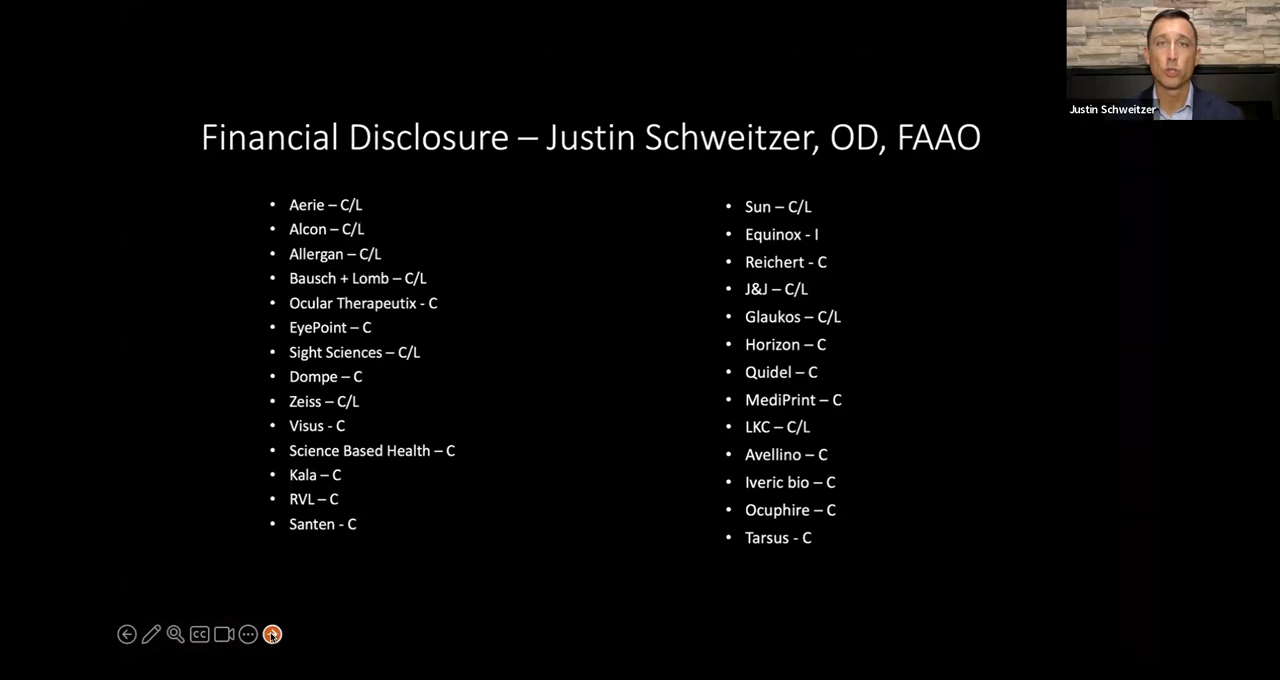 Justin Schweitzer
Financial Disclosure – Justin Schweitzer, OD, FAAO
• Aerie – C/L
• Alcon – C/L
• Allergan – C/L
• Bausch + Lomb – C/L
• Ocular Therapeutix - C
• EyePoint – C
• Sight Sciences – C/L
• Dompe – C
• Zeiss – C/L
• Visus - C
• Science Based Health – C
• Kala – C
• RVL – C
• Santen - C
• Sun – C/L
• Equinox - I
• Reichert - C
• J&J – C/L
• Glaukos – C/L
• Horizon – C
• Quidel – C
• MediPrint – C
• LKC – C/L
• Avellino – C
• Iveric bio – C
• Ocuphire – C
• Tarsus - C
CC